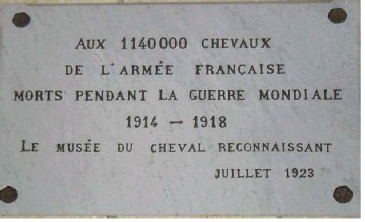 AUX 1140000 CHEVAUX
DE L'ARMÉE FRANÇAISE
MORTS PENDANT LA GUERRE MONDIALE
1914 — 1918
LE MUSÉE DU CHEVAL RECONNAISSANT
JUILLET 1923